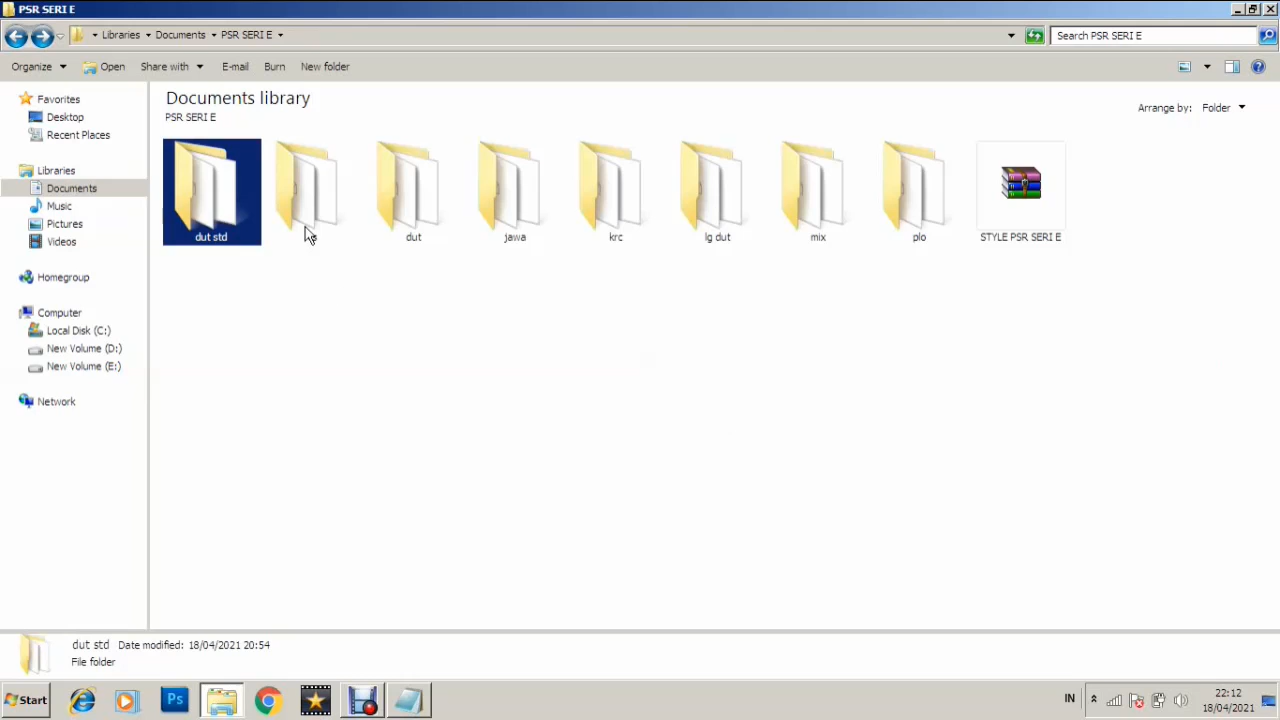 PSR SERI E
Libraries Documents PSR SERI E
Search PSR SERI E
Organize Open Share with E-mail Burn New folder
Favorites
Desktop
Recent Places
Libraries
Documents
Music
Pictures
Videos
Homegroup
Computer
Local Disk (C:)
New Volume (D:)
New Volume (E:)
Network
Documents library
PSR SERI E
Arrange by: Folder
dut std
dut
jawa
krc
lg dut
mix
plo
STYLE PSR SERI E
dut std Date modified: 18/04/2021 20:54
File folder
Start
Ps
IN
22:12
18/04/2021